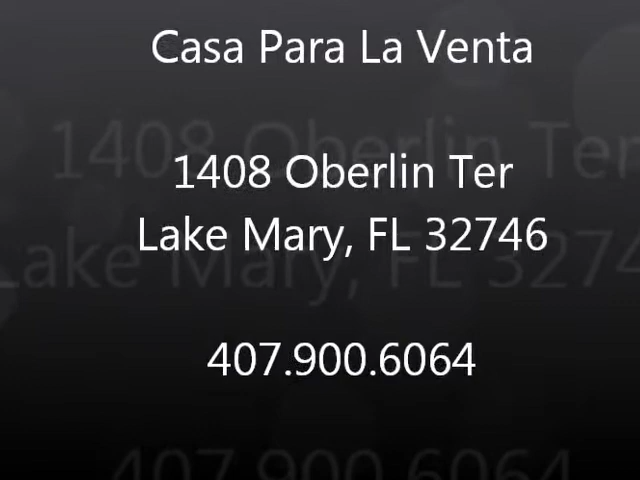 Casa Para La Venta
1408 Oberlin Ter
Lake Mary, FL 32746
407.900.6064